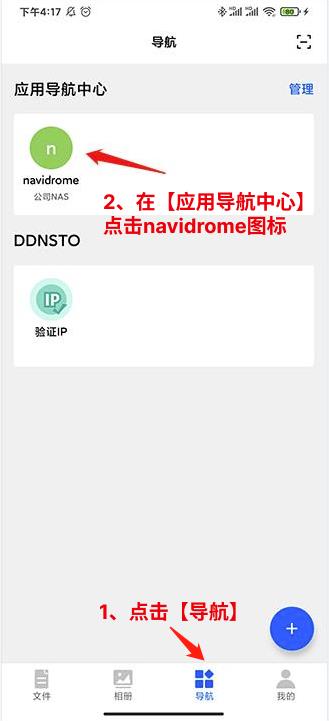 下午4:17
80
导航
应用导航中心 管理
n
navidrome
公司NAS
2、在【应用导航中心】
点击navidrome图标
DDNSTO
IP
验证IP
1、点击【导航】
+
文件 相册 导航 我的